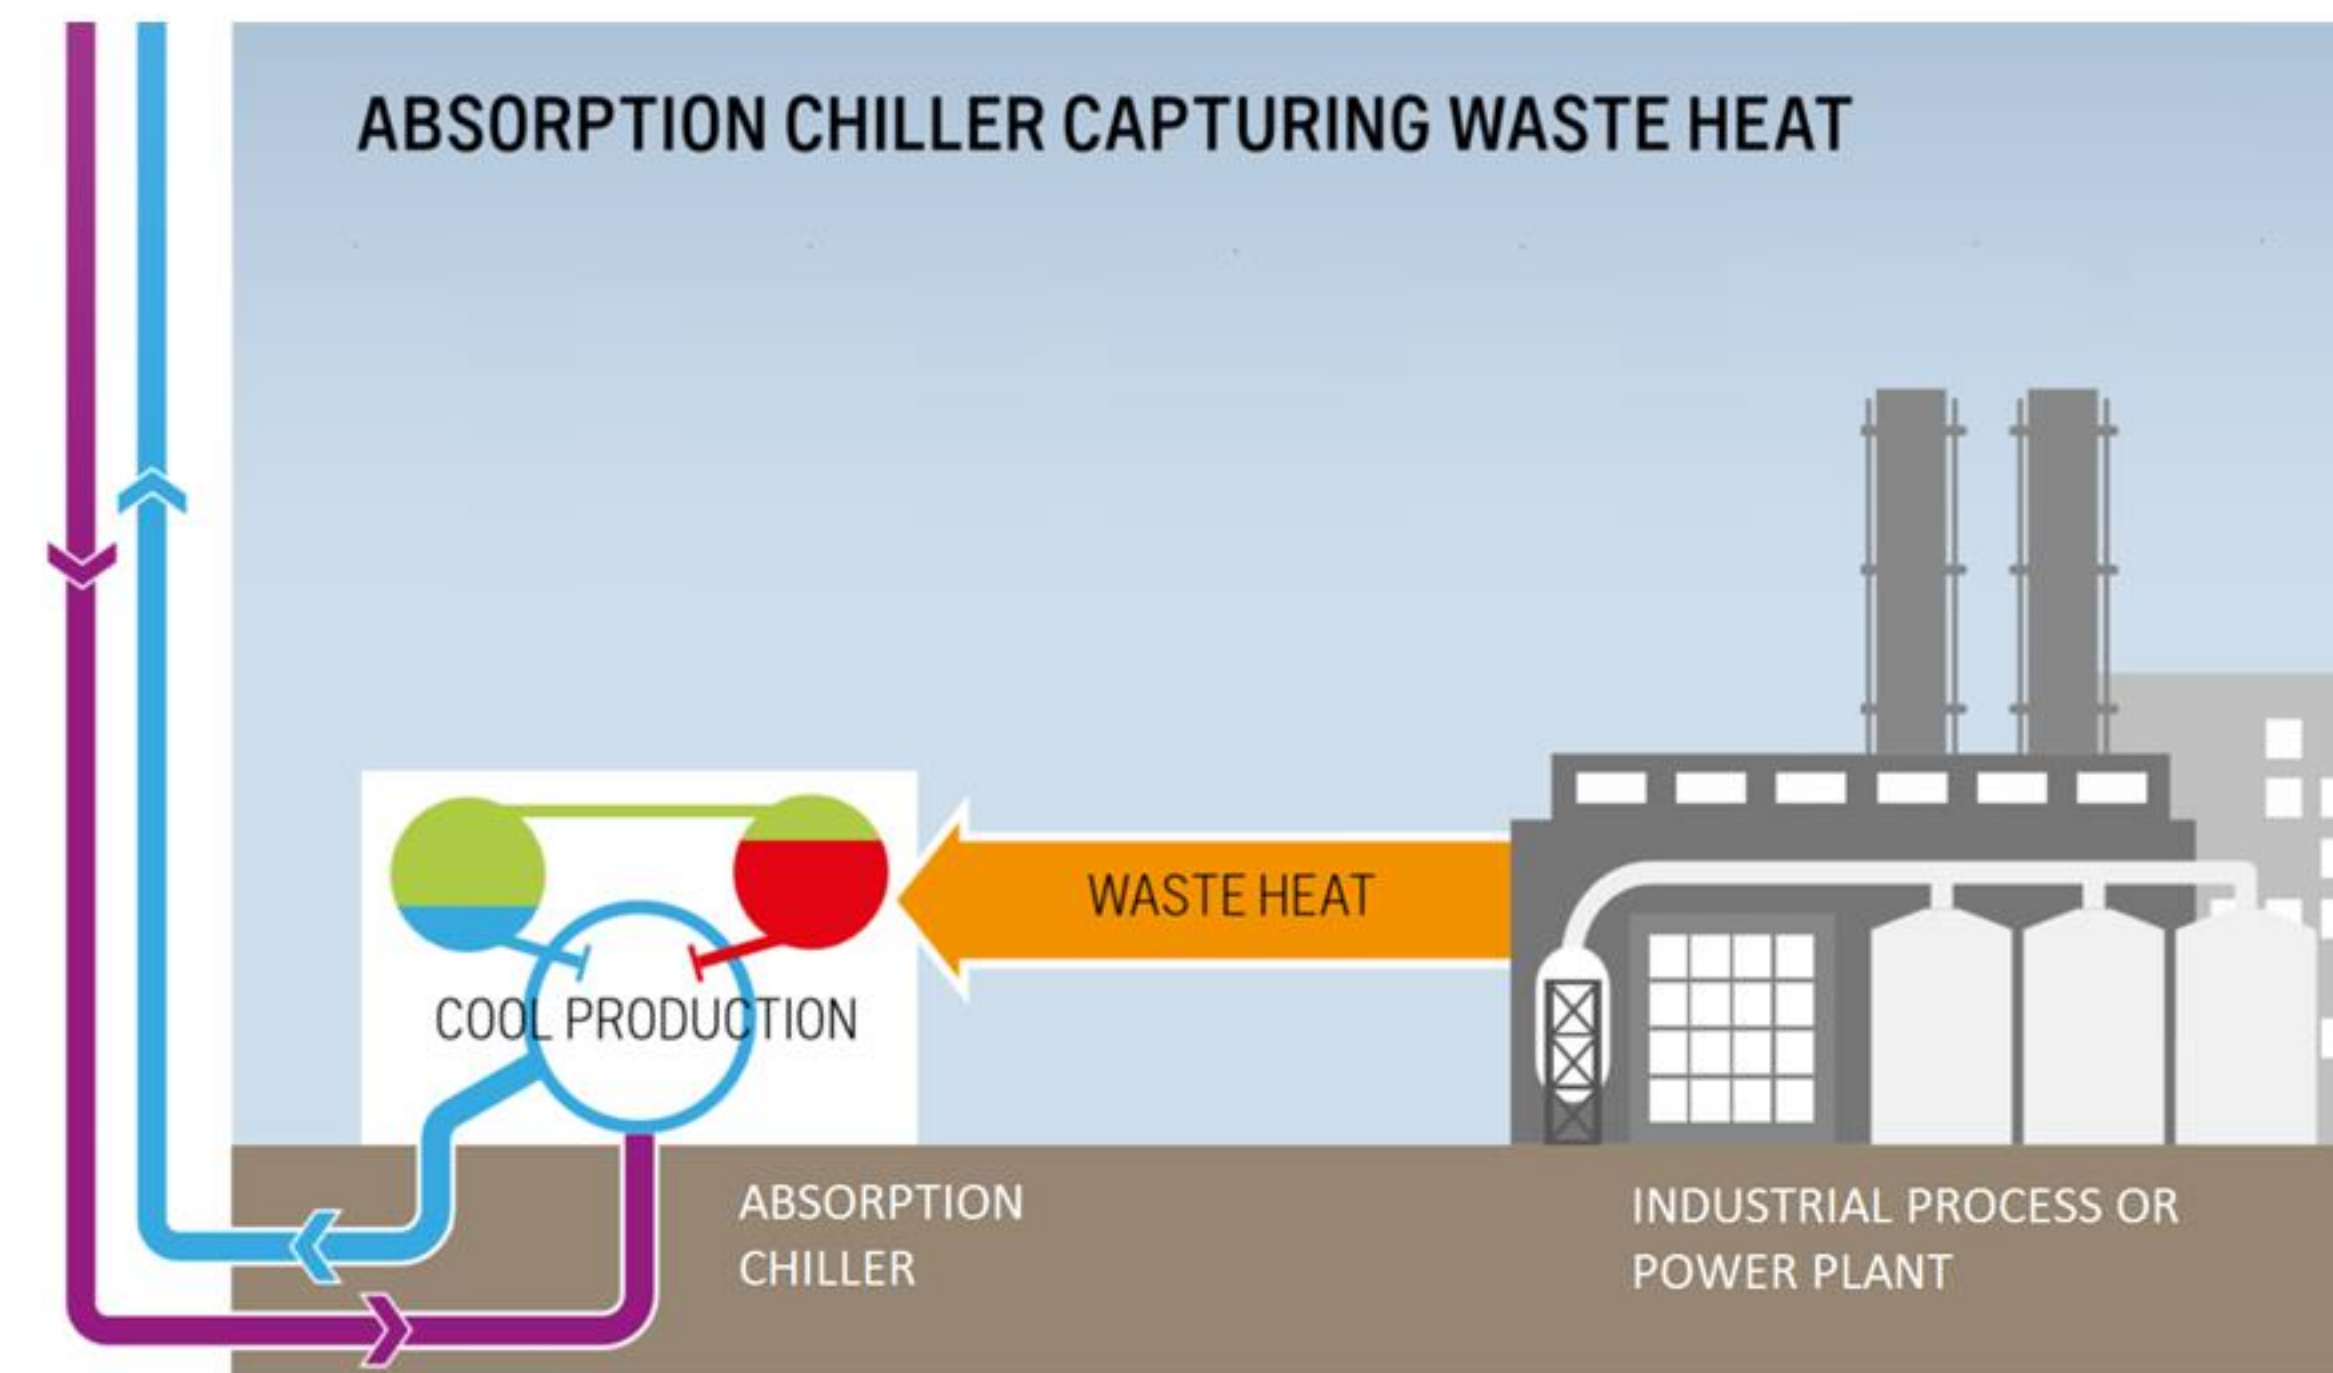 ABSORPTION CHILLER CAPTURING WASTE HEAT
WASTE HEAT
COOL PRODUCTION
ABSORPTION
CHILLER
INDUSTRIAL PROCESS OR
POWER PLANT